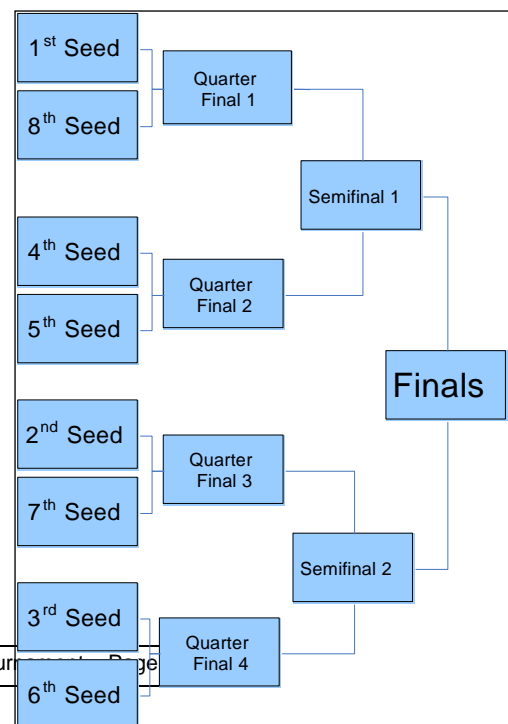 1st Seed
8th Seed
Quarter
Final 1
Semifinal 1
4th Seed
5th Seed
Quarter
Final 2
Finals
2nd Seed
7th Seed
Quarter
Final 3
Semifinal 2
3rd Seed
6th Seed
Quarter
Final 4
Page